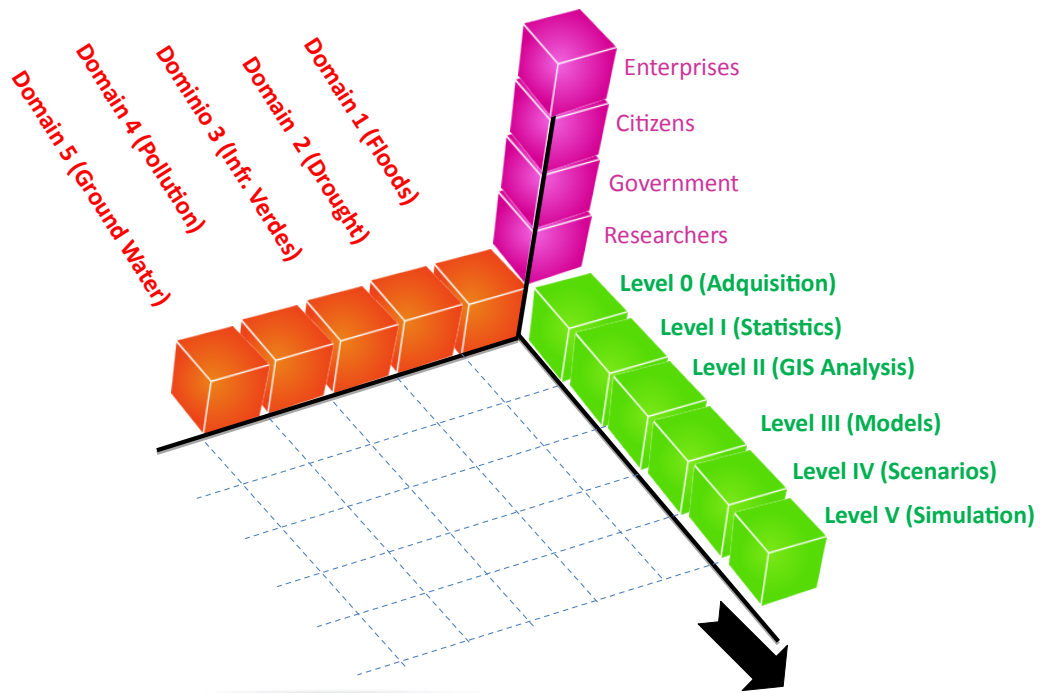 Domain 5 (Ground Water)
Domain 4 (Pollution)
Dominio 3 (Infr. Verdes)
Domain 2 (Drought)
Domain 1 (Floods)
Enterprises
Citizens
Government
Researchers
Level 0 (Adquisition)
Level I (Statistics)
Level II (GIS Analysis)
Level III (Models)
Level IV (Scenarios)
Level V (Simulation)